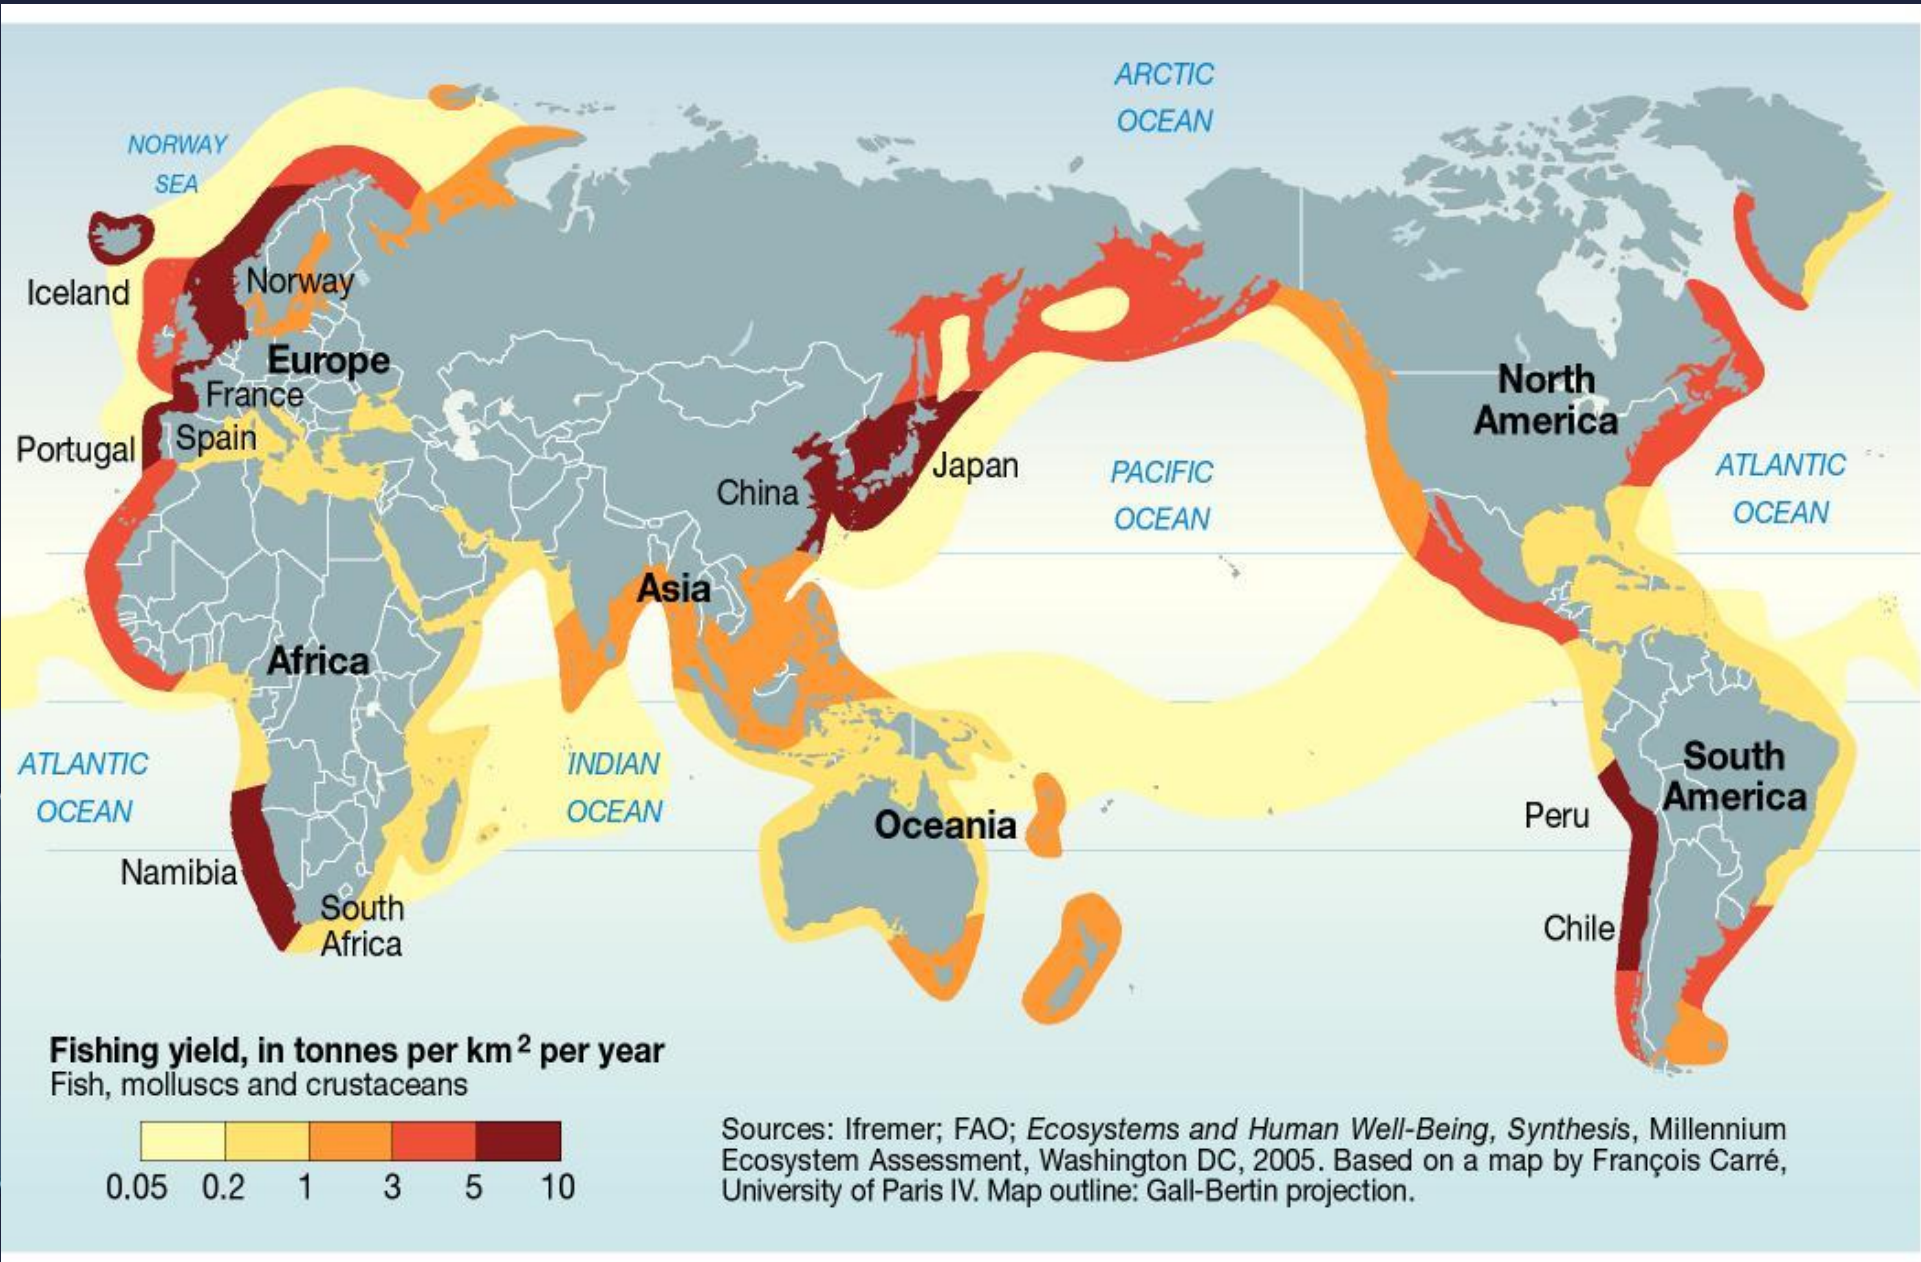 ARCTIC
OCEAN
NORWAY
SEA
Iceland
Norway
Europe
France
Portugal
Spain
North
America
ATLANTIC
OCEAN
PACIFIC
OCEAN
Japan
China
Asia
Africa
ATLANTIC
OCEAN
INDIAN
OCEAN
Oceania
South
America
Peru
Chile
Namibia
South
Africa
Fishing yield, in tonnes per km² per year
Fish, molluscs and crustaceans
0.05 0.2 1 3 5 10
Sources: Ifremer; FAO; Ecosystems and Human Well-Being, Synthesis, Millennium
Ecosystem Assessment, Washington DC, 2005. Based on a map by François Carré,
University of Paris IV. Map outline: Gall-Bertin projection.